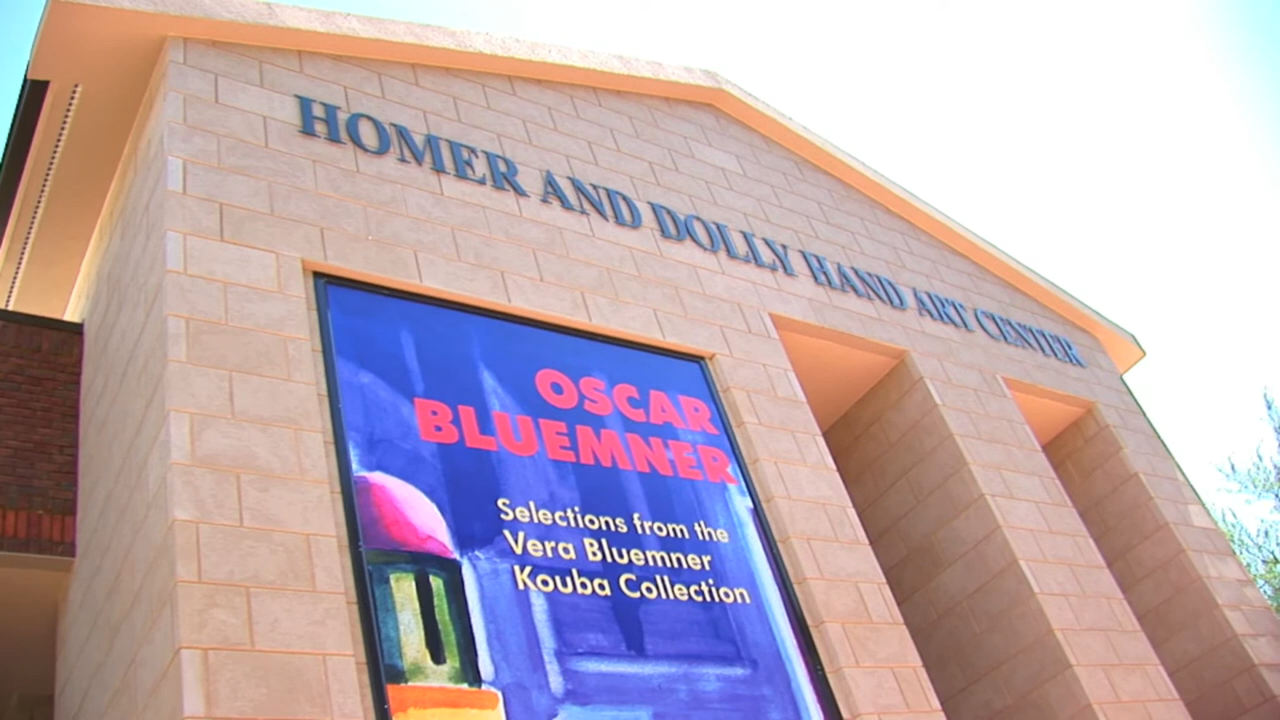 HOMER AND DOLLY HAND ART CENTER
OSCAR
BLUEMNER
Selections from the
Vera Bluemner
Kouba Collection